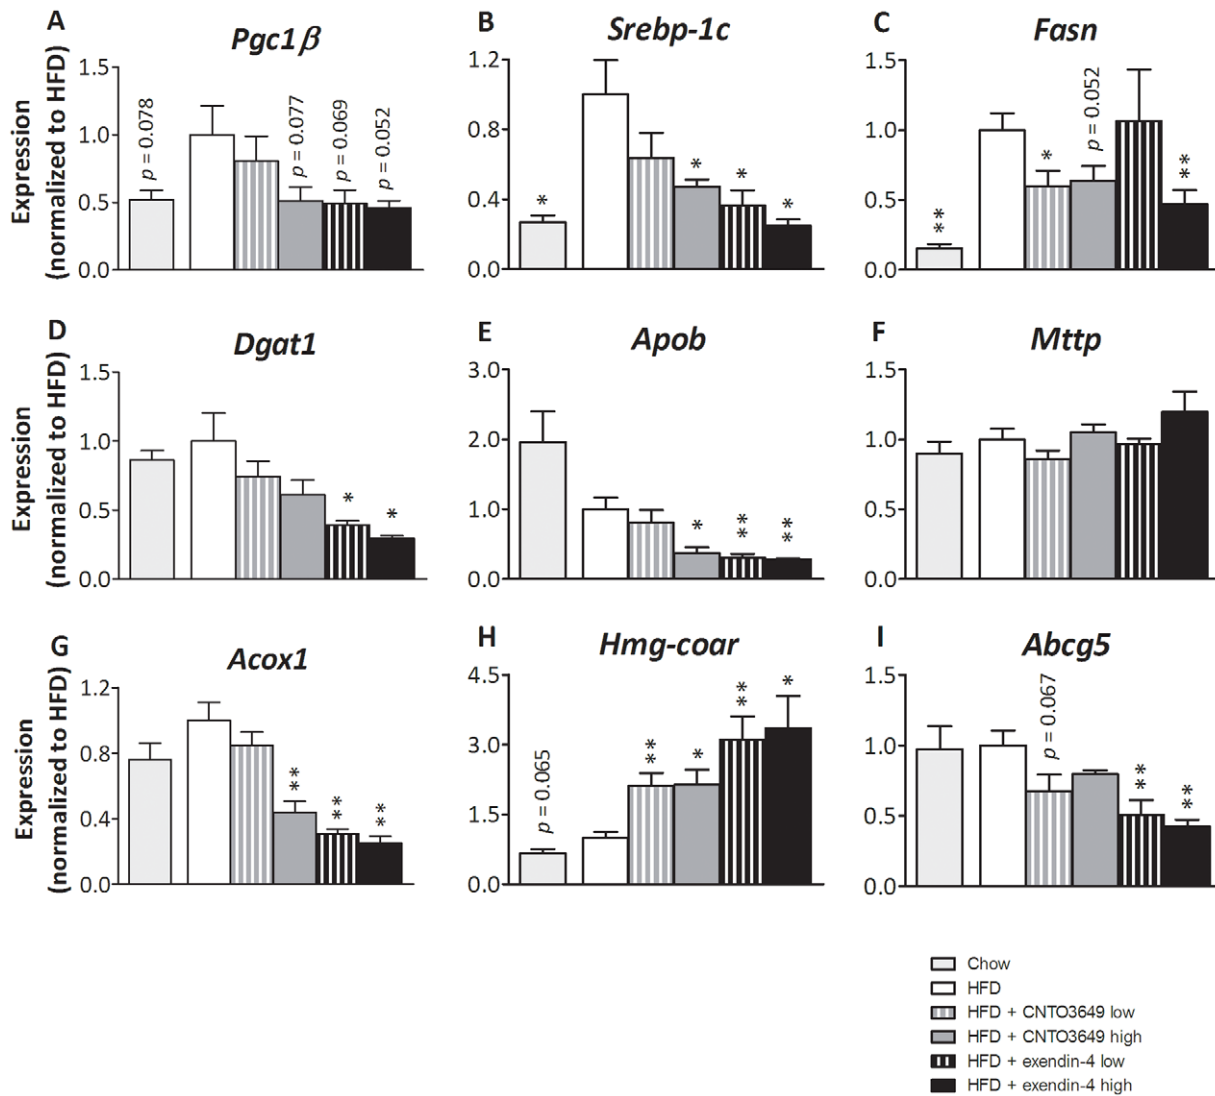 A
Pgc1β
B
Srebp-1c
C
Fasn
Expression
(normalized to HFD)
1.5
1.0
0.5
0.0
p = 0.078
p = 0.077
p = 0.069
p = 0.052
1.2
0.8
0.4
0.0
*
*
*
*
1.5
1.0
0.5
0.0
**
*
p = 0.052
**
D
Dgat1
E
Apob
F
Mttp
Expression
(normalized to HFD)
1.5
1.0
0.5
0.0
*
*
3.0
2.0
1.0
0.0
*
**
**
1.5
1.0
0.5
0.0
G
Acox1
H
Hmg-coar
I
Abcg5
Expression
(normalized to HFD)
1.2
0.8
0.4
0.0
**
**
**
4.5
3.0
1.5
0.0
p = 0.065
**
*
**
*
1.5
1.0
0.5
0.0
p = 0.067
**
**
Chow
HFD
HFD + CNTO3649 low
HFD + CNTO3649 high
HFD + exendin-4 low
HFD + exendin-4 high